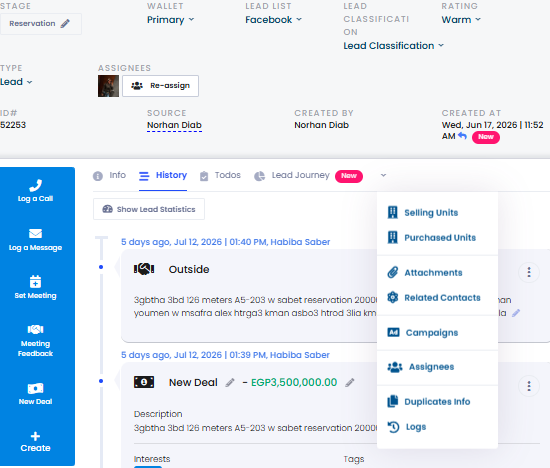 STAGE
WALLET
LEAD LIST
LEAD
CLASSIFICATI
ON
RATING
Reservation
Primary
Facebook
Lead Classification
Warm
TYPE
ASSIGNEES
Lead
Re-assign
ID#
SOURCE
CREATED BY
CREATED AT
52253
Norhan Diab
Norhan Diab
Wed, Jun 17, 2026 | 11:52
AM New
Log a Call
Log a Message
Set Meeting
Meeting
Feedback
New Deal
Create
Info
History
Todos
Lead Journey New
Show Lead Statistics
Selling Units
Purchased Units
Attachments
Related Contacts
Campaigns
Assignees
Duplicates Info
Logs
5 days ago, Jul 12, 2026 | 01:40 PM, Habiba Saber
Outside
3gbtha 3bd 126 meters A5-203 w sabet reservation 2000
youmen w msafra alex htrga3 kman asbo3 htrod 3lia km
5 days ago, Jul 12, 2026 | 01:39 PM, Habiba Saber
New Deal - EGP3,500,000.00
Description
3gbtha 3bd 126 meters A5-203 w sabet reservation 2000
Interests
Tags